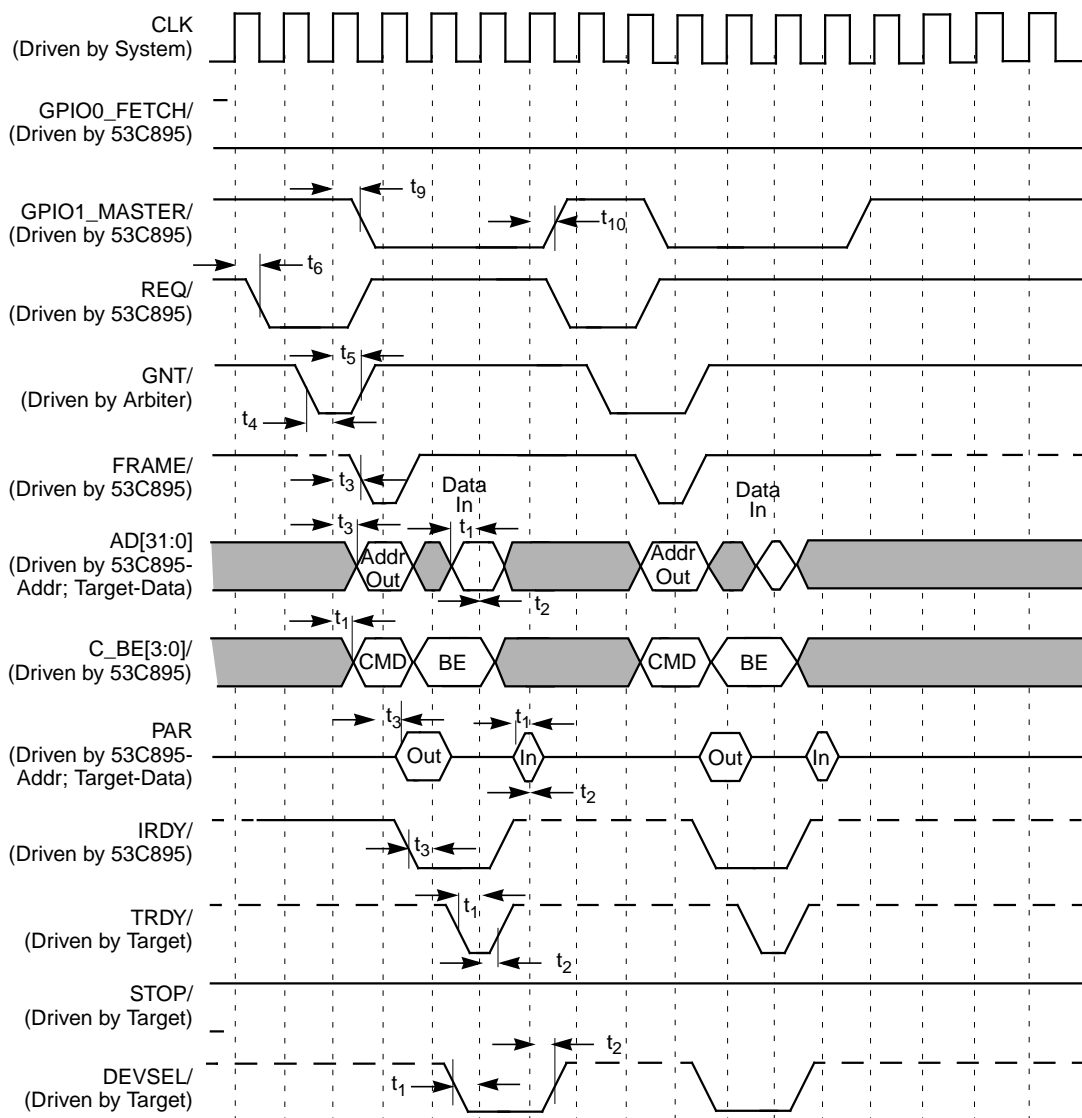 CLK
(Driven by System)
GPIO0_FETCH/
(Driven by 53C895)
t9
GPIO1_MASTER/
(Driven by 53C895)
t10
t6
REQ/
(Driven by 53C895)
t5
GNT/
(Driven by Arbiter)
t4
FRAME/
(Driven by 53C895)
t3
Data
In
Data
In
t3
t1
AD[31:0]
(Driven by 53C895-
Addr; Target-Data)
Addr
Out
Addr
Out
t2
t1
C_BE[3:0]/
(Driven by 53C895)
CMD
BE
CMD
BE
t3
t1
PAR
(Driven by 53C895-
Addr; Target-Data)
Out
In
Out
In
t2
IRDY/
(Driven by 53C895)
t3
t1
TRDY/
(Driven by Target)
t2
STOP/
(Driven by Target)
t2
DEVSEL/
(Driven by Target)
t1